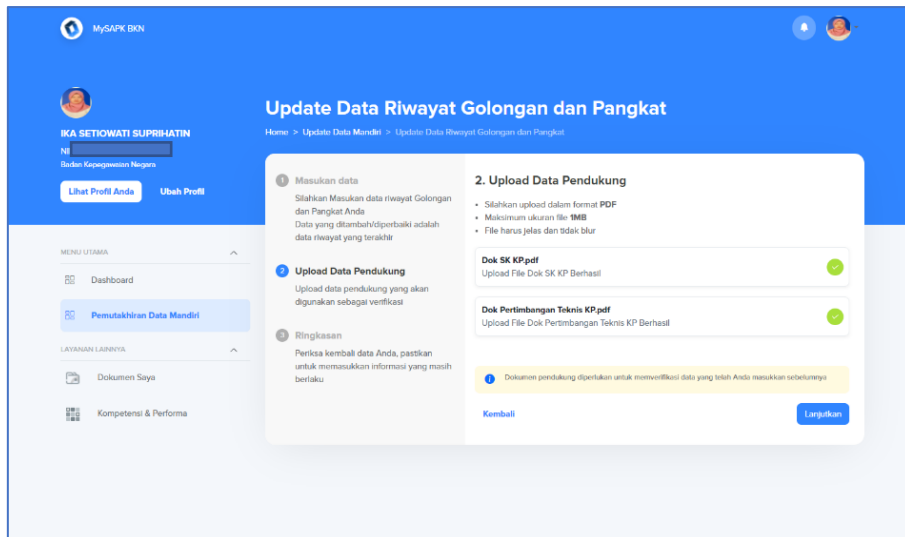 MySAPK BKN
IKA SETIOWATI SUPRIHATIN
NI
Badan Kepegawaian Negara
Lihat Profil Anda
Ubah Profil
MENU UTAMA
Dashboard
Pemutakhiran Data Mandiri
LAYANAN LAINNYA
Dokumen Saya
Kompetensi & Performa
Update Data Riwayat Golongan dan Pangkat
Home > Update Data Mandiri > Update Data Riwayat Golongan dan Pangkat
1 Masukan data
Silahkan Masukan data riwayat Golongan
dan Pangkat Anda
Data yang ditambah/diperbaiki adalah
data riwayat yang terakhir
2 Upload Data Pendukung
Upload data pendukung yang akan
digunakan sebagai verifikasi
3 Ringkasan
Periksa kembali data Anda, pastikan
untuk memasukkan informasi yang masih
berlaku
2. Upload Data Pendukung
• Silahkan upload dalam format PDF
• Maksimum ukuran file 1MB
• File harus jelas dan tidak blur
Dok SK KP.pdf
Upload File Dok SK KP Berhasil
Dok Pertimbangan Teknis KP.pdf
Upload File Dok Pertimbangan Teknis KP Berhasil
Dokumen pendukung diperlukan untuk memverifikasi data yang telah Anda masukkan sebelumnya
Kembali
Lanjutkan